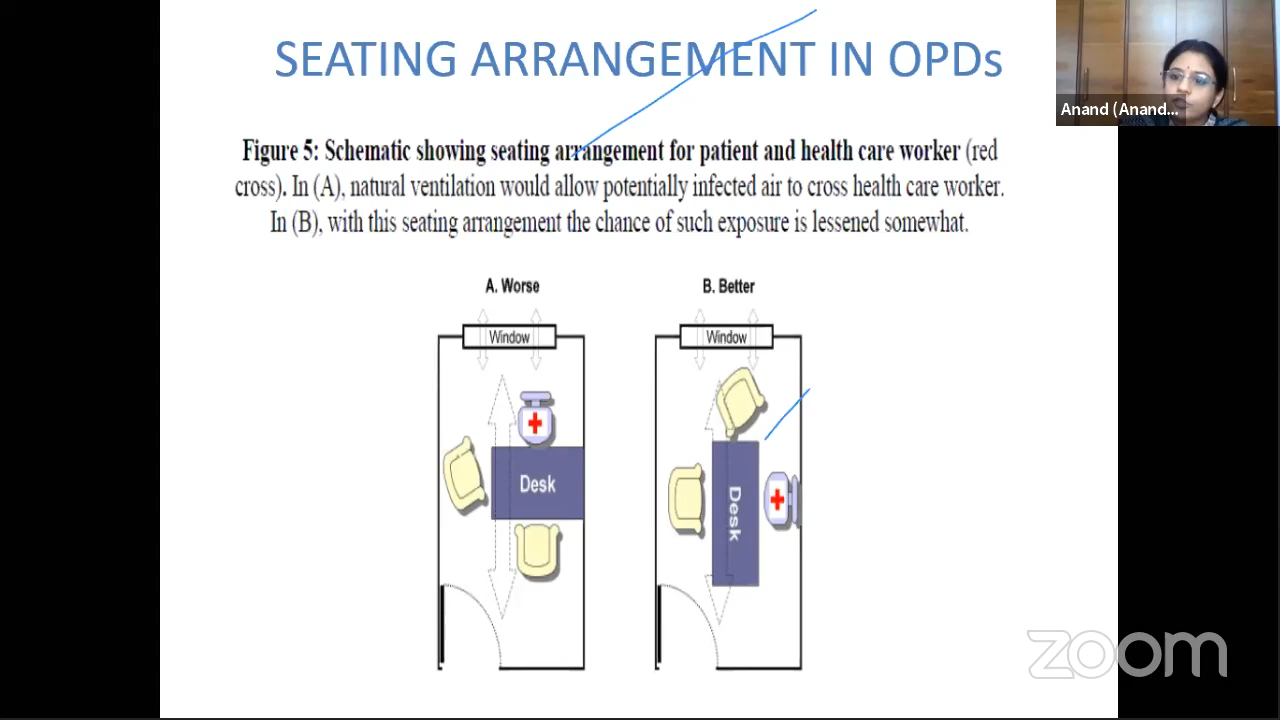 SEATING ARRANGEMENT IN OPDs
Anand (Anand...
Figure 5: Schematic showing seating arrangement for patient and health care worker (red
cross). In (A), natural ventilation would allow potentially infected air to cross health care worker.
In (B), with this seating arrangement the chance of such exposure is lessened somewhat.
A. Worse
B. Better
Window
Window
Desk
Desk
zoom